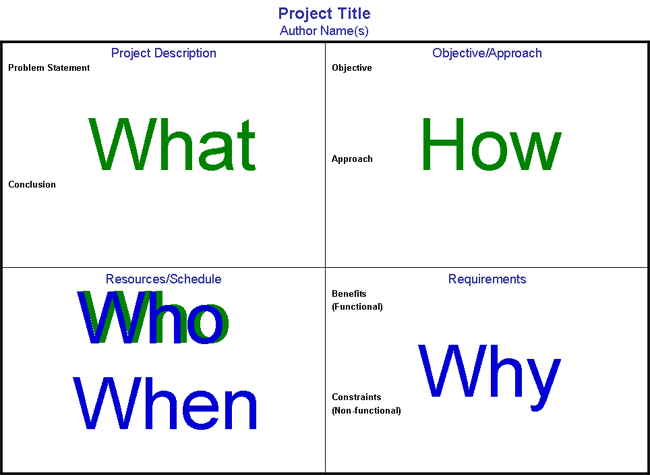 Project Title
Author Name(s)
Project Description
Problem Statement
What
Conclusion
Objective/Approach
Objective
How
Approach
Resources/Schedule
Who
When
Requirements
Benefits
(Functional)
Why
Constraints
(Non-functional)